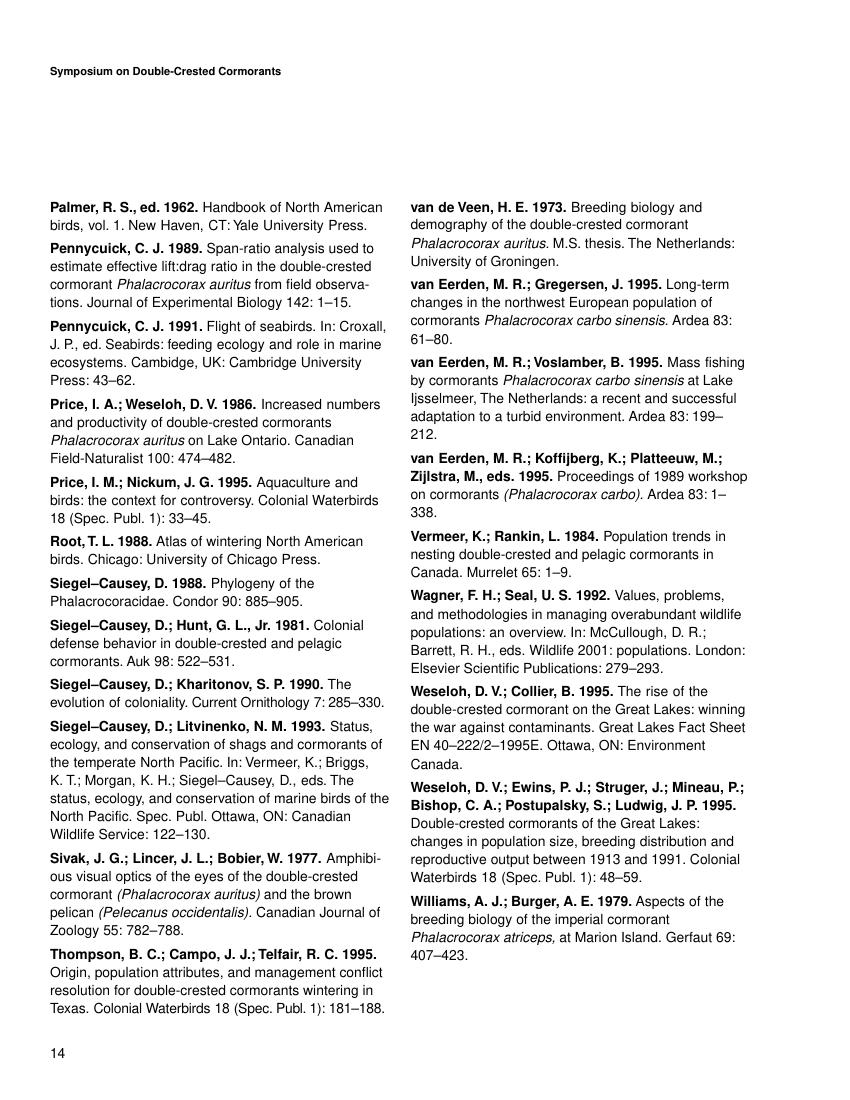 Symposium on Double-Crested Cormorants
Palmer, R. S., ed. 1962. Handbook of North American
birds, vol. 1. New Haven, CT: Yale University Press.
Pennycuick, C. J. 1989. Span-ratio analysis used to
estimate effective lift:drag ratio in the double-crested
cormorant Phalacrocorax auritus from field observa-
tions. Journal of Experimental Biology 142: 1–15.
Pennycuick, C. J. 1991. Flight of seabirds. In: Croxall,
J. P., ed. Seabirds: feeding ecology and role in marine
ecosystems. Cambidge, UK: Cambridge University
Press: 43–62.
Price, I. A.; Weseloh, D. V. 1986. Increased numbers
and productivity of double-crested cormorants
Phalacrocorax auritus on Lake Ontario. Canadian
Field-Naturalist 100: 474–482.
Price, I. M.; Nickum, J. G. 1995. Aquaculture and
birds: the context for controversy. Colonial Waterbirds
18 (Spec. Publ. 1): 33–45.
Root, T. L. 1988. Atlas of wintering North American
birds. Chicago: University of Chicago Press.
Siegel–Causey, D. 1988. Phylogeny of the
Phalacrocoracidae. Condor 90: 885–905.
Siegel–Causey, D.; Hunt, G. L., Jr. 1981. Colonial
defense behavior in double-crested and pelagic
cormorants. Auk 98: 522–531.
Siegel–Causey, D.; Kharitonov, S. P. 1990. The
evolution of coloniality. Current Ornithology 7: 285–330.
Siegel–Causey, D.; Litvinenko, N. M. 1993. Status,
ecology, and conservation of shags and cormorants of
the temperate North Pacific. In: Vermeer, K.; Briggs,
K. T.; Morgan, K. H.; Siegel–Causey, D., eds. The
status, ecology, and conservation of marine birds of the
North Pacific. Spec. Publ. Ottawa, ON: Canadian
Wildlife Service: 122–130.
Sivak, J. G.; Lincer, J. L.; Bobier, W. 1977. Amphibi-
ous visual optics of the eyes of the double-crested
cormorant (Phalacrocorax auritus) and the brown
pelican (Pelecanus occidentalis). Canadian Journal of
Zoology 55: 782–788.
Thompson, B. C.; Campo, J. J.; Telfair, R. C. 1995.
Origin, population attributes, and management conflict
resolution for double-crested cormorants wintering in
Texas. Colonial Waterbirds 18 (Spec. Publ. 1): 181–188.
van de Veen, H. E. 1973. Breeding biology and
demography of the double-crested cormorant
Phalacrocorax auritus. M.S. thesis. The Netherlands:
University of Groningen.
van Eerden, M. R.; Gregersen, J. 1995. Long-term
changes in the northwest European population of
cormorants Phalacrocorax carbo sinensis. Ardea 83:
61–80.
van Eerden, M. R.; Voslamber, B. 1995. Mass fishing
by cormorants Phalacrocorax carbo sinensis at Lake
Ijsselmeer, The Netherlands: a recent and successful
adaptation to a turbid environment. Ardea 83: 199–
212.
van Eerden, M. R.; Koffijberg, K.; Platteeuw, M.;
Zijlstra, M., eds. 1995. Proceedings of 1989 workshop
on cormorants (Phalacrocorax carbo). Ardea 83: 1–
338.
Vermeer, K.; Rankin, L. 1984. Population trends in
nesting double-crested and pelagic cormorants in
Canada. Murrelet 65: 1–9.
Wagner, F. H.; Seal, U. S. 1992. Values, problems,
and methodologies in managing overabundant wildlife
populations: an overview. In: McCullough, D. R.;
Barrett, R. H., eds. Wildlife 2001: populations. London:
Elsevier Scientific Publications: 279–293.
Weseloh, D. V.; Collier, B. 1995. The rise of the
double-crested cormorant on the Great Lakes: winning
the war against contaminants. Great Lakes Fact Sheet
EN 40–222/2–1995E. Ottawa, ON: Environment
Canada.
Weseloh, D. V.; Ewins, P. J.; Struger, J.; Mineau, P.;
Bishop, C. A.; Postupalsky, S.; Ludwig, J. P. 1995.
Double-crested cormorants of the Great Lakes:
changes in population size, breeding distribution and
reproductive output between 1913 and 1991. Colonial
Waterbirds 18 (Spec. Publ. 1): 48–59.
Williams, A. J.; Burger, A. E. 1979. Aspects of the
breeding biology of the imperial cormorant
Phalacrocorax atriceps, at Marion Island. Gerfaut 69:
407–423.
14